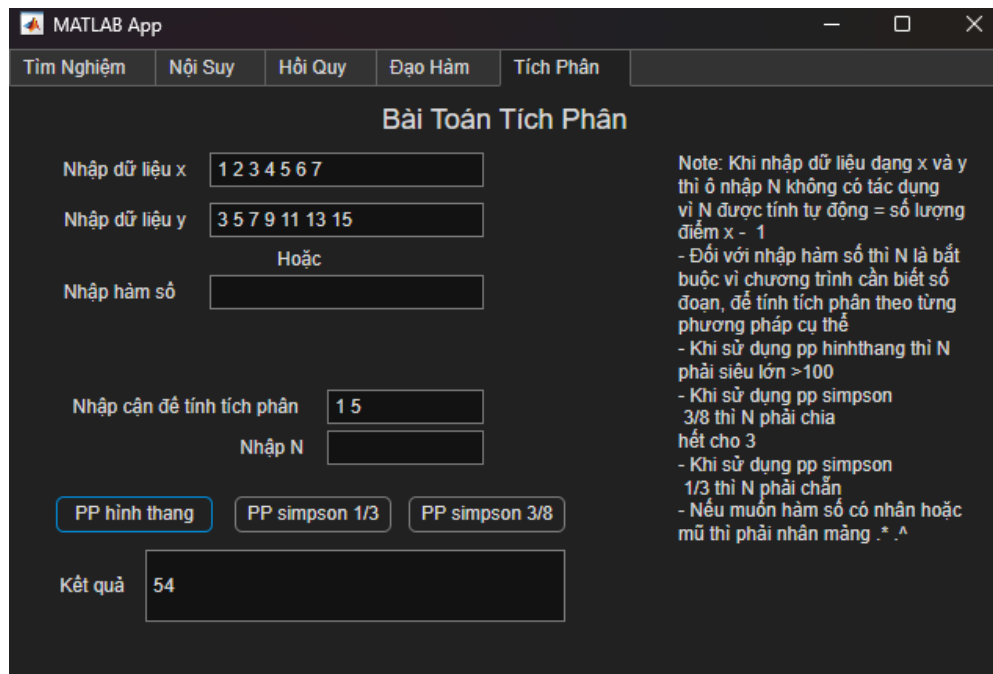 MATLAB App
Tìm Nghiệm Nội Suy Hồi Quy Đạo Hàm Tích Phân
Bài Toán Tích Phân
Nhập dữ liệu x 1 2 3 4 5 6 7
Nhập dữ liệu y 3 5 7 9 11 13 15
Hoặc
Nhập hàm số
Nhập cận để tính tích phân 1 5
Nhập N
PP hình thang PP simpson 1/3 PP simpson 3/8
Kết quả 54
Note: Khi nhập dữ liệu dạng x và y
thì ô nhập N không có tác dụng
vì N được tính tự động = số lượng
điểm x - 1
- Đối với nhập hàm số thì N là bắt
buộc vì chương trình cần biết số
đoạn, để tính tích phân theo từng
phương pháp cụ thể
- Khi sử dụng pp hinhthang thì N
phải siêu lớn >100
- Khi sử dụng pp simpson
3/8 thì N phải chia
hết cho 3
- Khi sử dụng pp simpson
1/3 thì N phải chẵn
- Nếu muốn hàm số có nhân hoặc
mũ thì phải nhân mảng .* .^